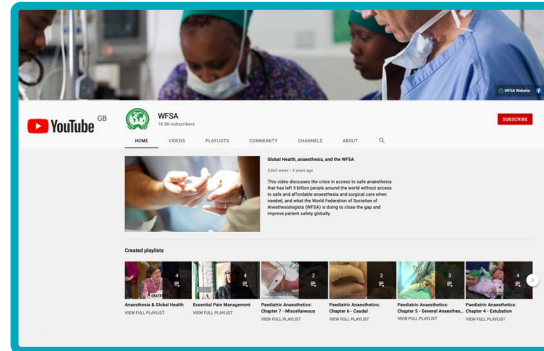 WFSA Website
YouTube GB
WFSA
18.8K subscribers
SUBSCRIBE
HOME VIDEOS PLAYLISTS COMMUNITY CHANNELS ABOUT
Global Health, anaesthesia, and the WFSA
views • 4 years ago
This video discusses the crisis in access to safe anaesthesia
that has left 5 billion people around the world without access
to safe and affordable anaesthesia and surgical care when
needed, and what the World Federation of Societies of
Anesthesiologists (WFSA) is doing to close the gap and
improve patient safety globally.
Created playlists
4 4 2 2 3 4
Anaesthesia & Global Health Essential Pain Management Paediatric Anaesthetics: Paediatric Anaesthetics: Paediatric Anaesthetics: Paediatric Anaesthetics:
Chapter 7 - Miscellaneous Chapter 6 - Caudal Chapter 5 - General Anaesthes... Chapter 4 - Extubation
VIEW FULL PLAYLIST VIEW FULL PLAYLIST VIEW FULL PLAYLIST VIEW FULL PLAYLIST VIEW FULL PLAYLIST VIEW FULL PLAYLIST